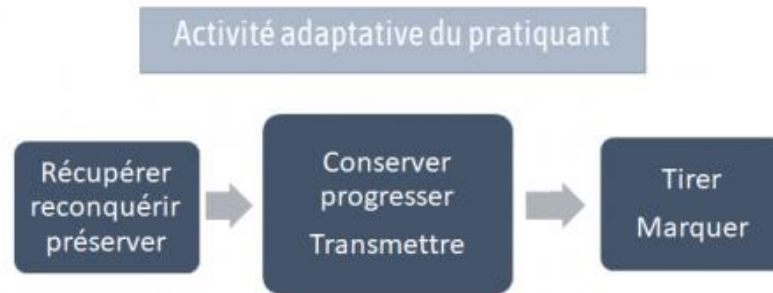 Activité adaptative du pratiquant
Récupérer
reconquérir
préserver
Conserver
progresser
Transmettre
Tirer
Marquer